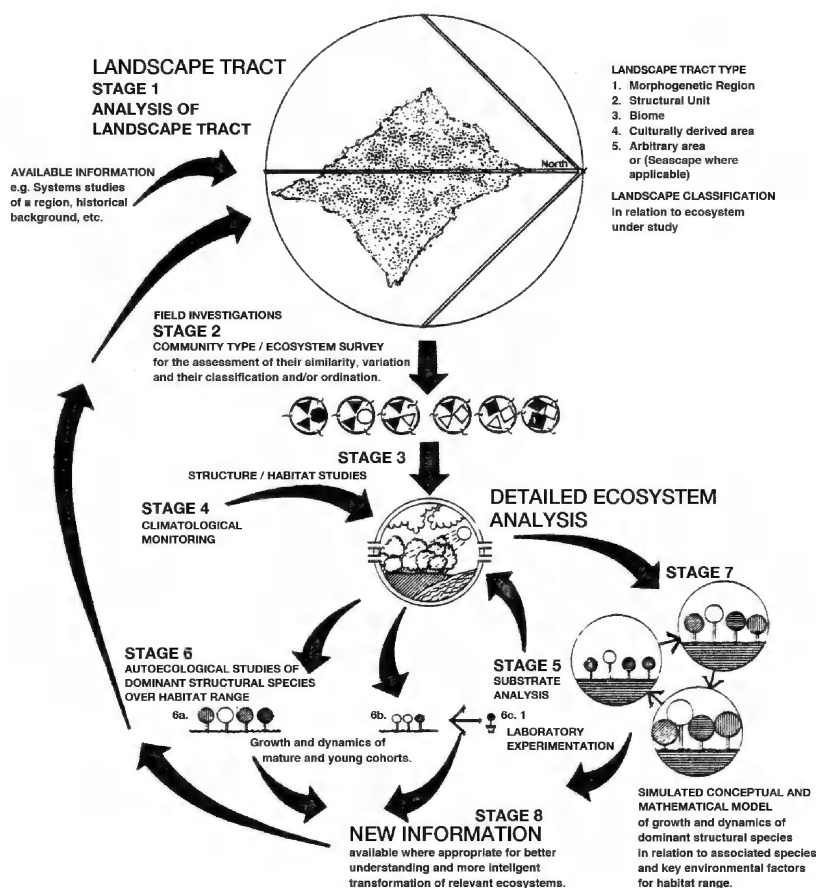 LANDSCAPE TRACT
STAGE 1
ANALYSIS OF
LANDSCAPE TRACT
North
LANDSCAPE TRACT TYPE
1. Morphogenetic Region
2. Structural Unit
3. Biome
4. Culturally derived area
5. Arbitrary area
or (Seascape where
applicable)
LANDSCAPE CLASSIFICATION
in relation to ecosystem
under study
AVAILABLE INFORMATION
e.g. Systems studies
of a region, historical
background, etc.
FIELD INVESTIGATIONS
STAGE 2
COMMUNITY TYPE / ECOSYSTEM SURVEY
for the assessment of their similarity, variation
and their classification and/or ordination.
STAGE 3
STRUCTURE / HABITAT STUDIES
STAGE 4
CLIMATOLOGICAL
MONITORING
DETAILED ECOSYSTEM
ANALYSIS
STAGE 7
STAGE 6
AUTOECOLOGICAL STUDIES OF
DOMINANT STRUCTURAL SPECIES
OVER HABITAT RANGE
6a.
6b.
Growth and dynamics of
mature and young cohorts.
STAGE 5
SUBSTRATE
ANALYSIS
6c. 1
LABORATORY
EXPERIMENTATION
SIMULATED CONCEPTUAL AND
MATHEMATICAL MODEL
of growth and dynamics of
dominant structural species
in relation to associated species
and key environmental factors
for habitat range.
STAGE 8
NEW INFORMATION
available where appropriate for better
understanding and more inteligent
transformation of relevant ecosystems.